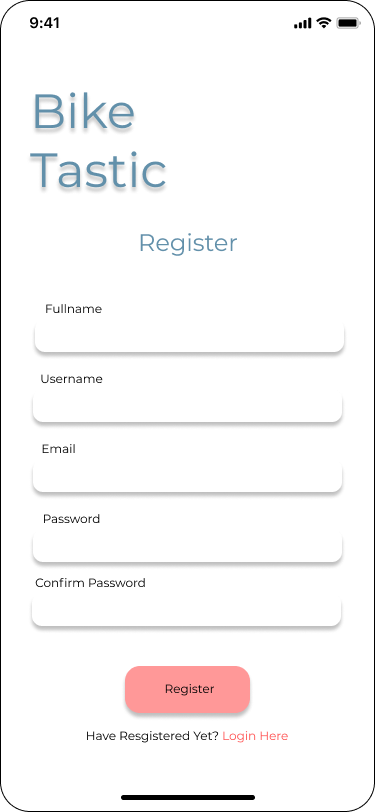 9:41
Bike
Tastic
Register
Fullname
Username
Email
Password
Confirm Password
Register
Have Resgistered Yet? Login Here